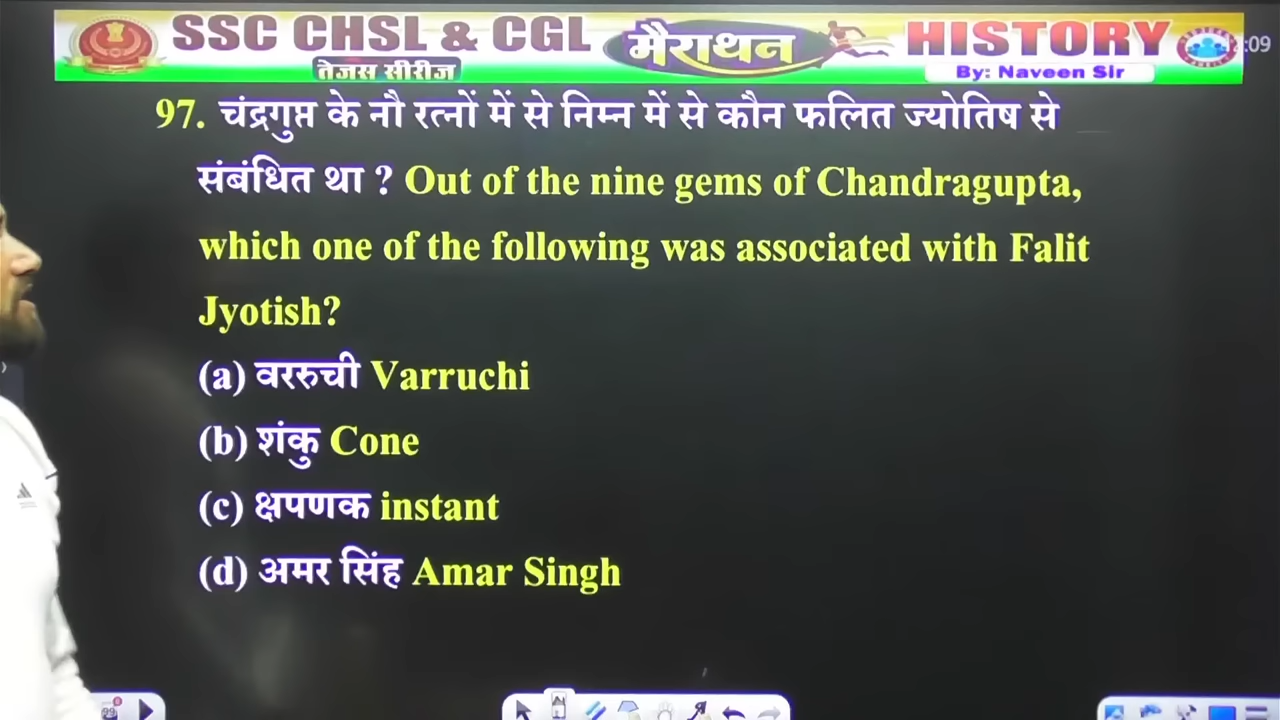 SSC CHSL & CGL
तेजस सीरीज
मैराथन
HISTORY
By: Naveen Sir
:09
97. चंद्रगुप्त के नौ रत्नों में से निम्न में से कौन फलित ज्योतिष से
संबंधित था ? Out of the nine gems of Chandragupta,
which one of the following was associated with Falit
Jyotish?
(a) वररुची Varruchi
(b) शंकु Cone
(c) क्षपणक instant
(d) अमर सिंह Amar Singh